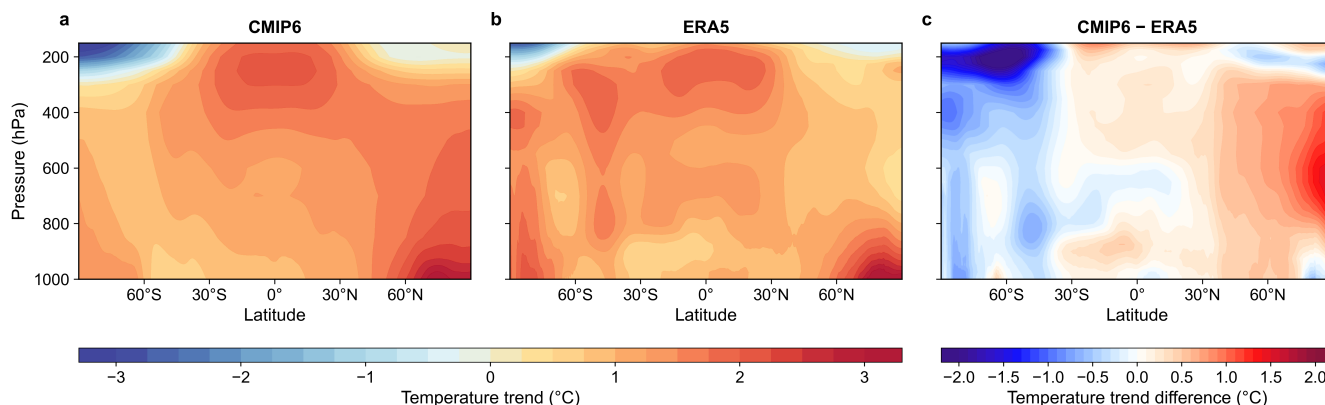 a CMIP6 b ERA5 c CMIP6 − ERA5
Pressure (hPa)
200
400
600
800
1000
60°S 30°S 0° 30°N 60°N 60°S 30°S 0° 30°N 60°N 60°S 30°S 0° 30°N 60°N
Latitude Latitude Latitude
−3 −2 −1 0 1 2 3 −2.0 −1.5 −1.0 −0.5 0.0 0.5 1.0 1.5 2.0
Temperature trend (°C) Temperature trend difference (°C)